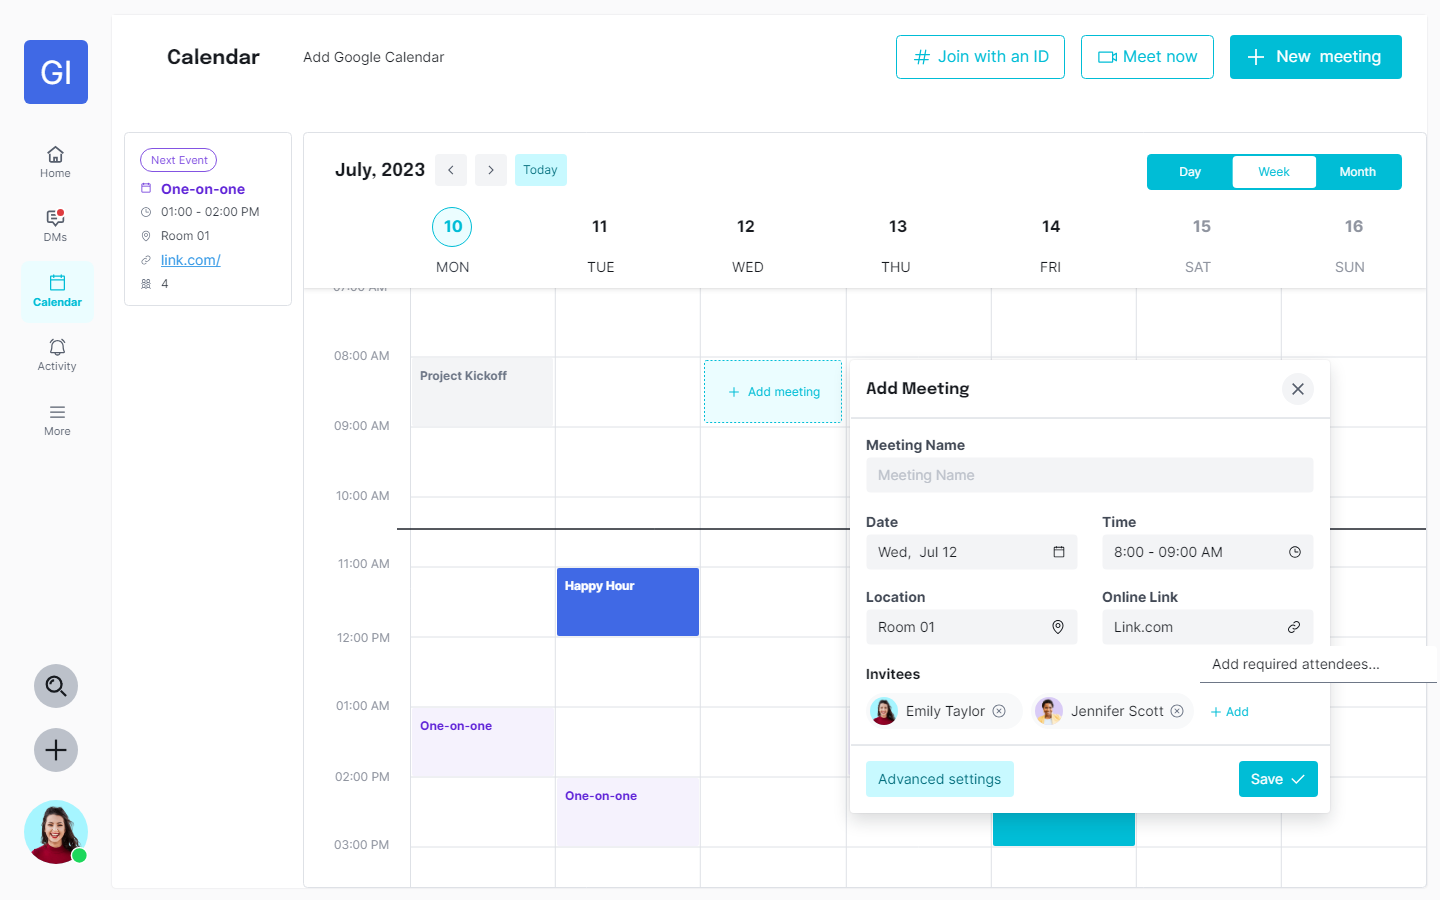 GI
Calendar
Add Google Calendar
Join with an ID
Meet now
New meeting
Home
DMs
Calendar
Activity
More
Next Event
One-on-one
01:00 - 02:00 PM
Room 01
link.com/
4
July, 2023
Today
Day
Week
Month
10
11
12
13
14
15
16
MON
TUE
WED
THU
FRI
SAT
SUN
07:00 AM
08:00 AM
09:00 AM
10:00 AM
11:00 AM
12:00 PM
01:00 AM
02:00 PM
03:00 PM
Project Kickoff
Add meeting
Happy Hour
One-on-one
One-on-one
Add Meeting
Meeting Name
Meeting Name
Date
Time
Wed, Jul 12
8:00 - 09:00 AM
Location
Online Link
Room 01
Link.com
Add required attendees...
Invitees
Emily Taylor
Jennifer Scott
+ Add
Advanced settings
Save